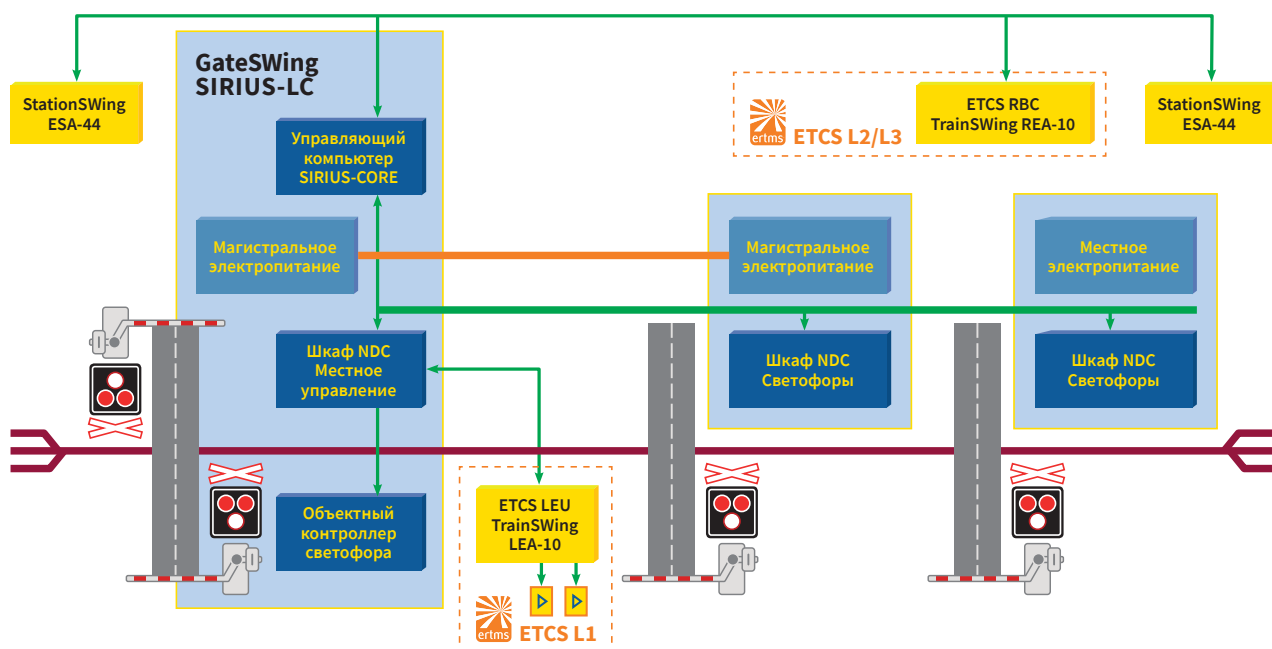 GateSWing
SIRIUS-LC
StationSWing
ESA-44
Управляющий
компьютер
SIRIUS-CORE
ertms
ETCS L2/L3
ETCS RBC
TrainSWing REA-10
StationSWing
ESA-44
Магистральное
электропитание
Магистральное
электропитание
Местное
электропитание
Шкаф NDC
Местное
управление
Шкаф NDC
Светофоры
Шкаф NDC
Светофоры
Объектный
контроллер
светофора
ETCS LEU
TrainSWing
LEA-10
ertms
ETCS L1